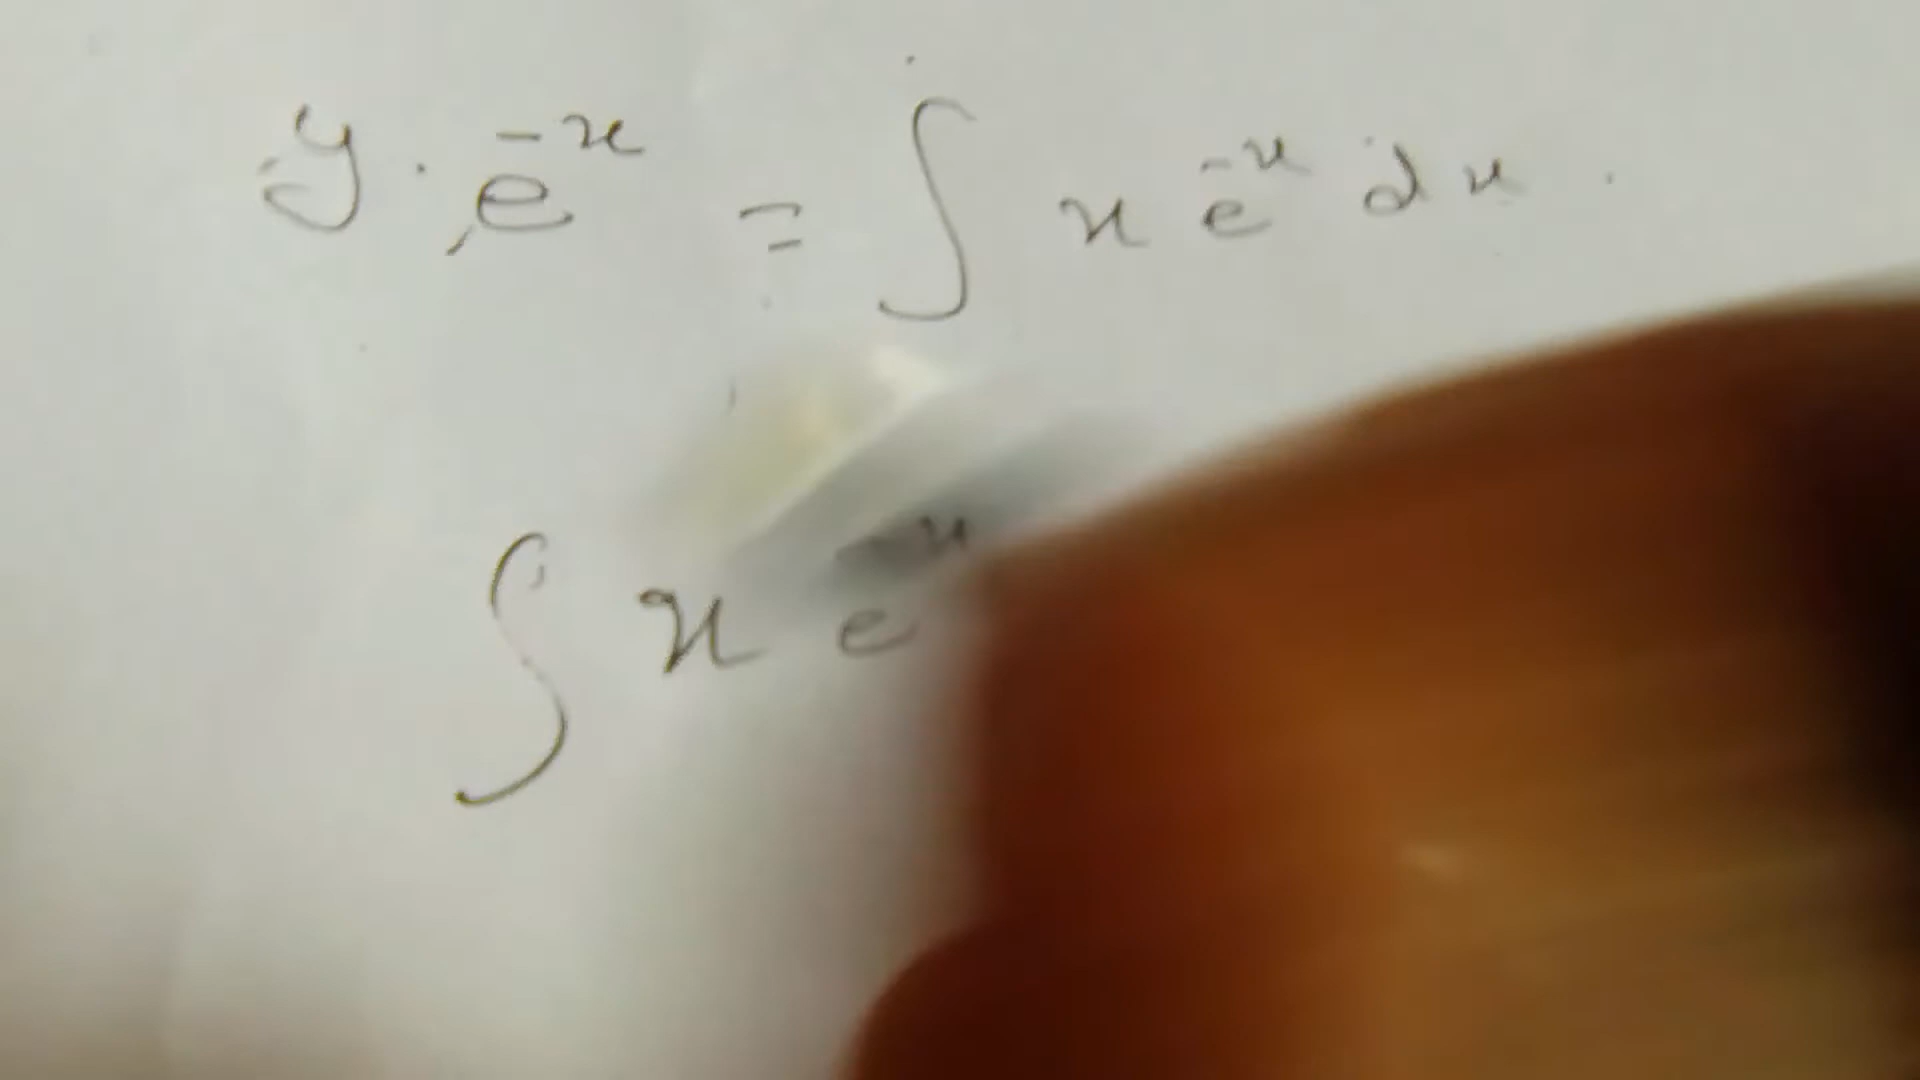 y · e^{-x} = ∫ x e^{-x} dx .
∫ x e^{-x}